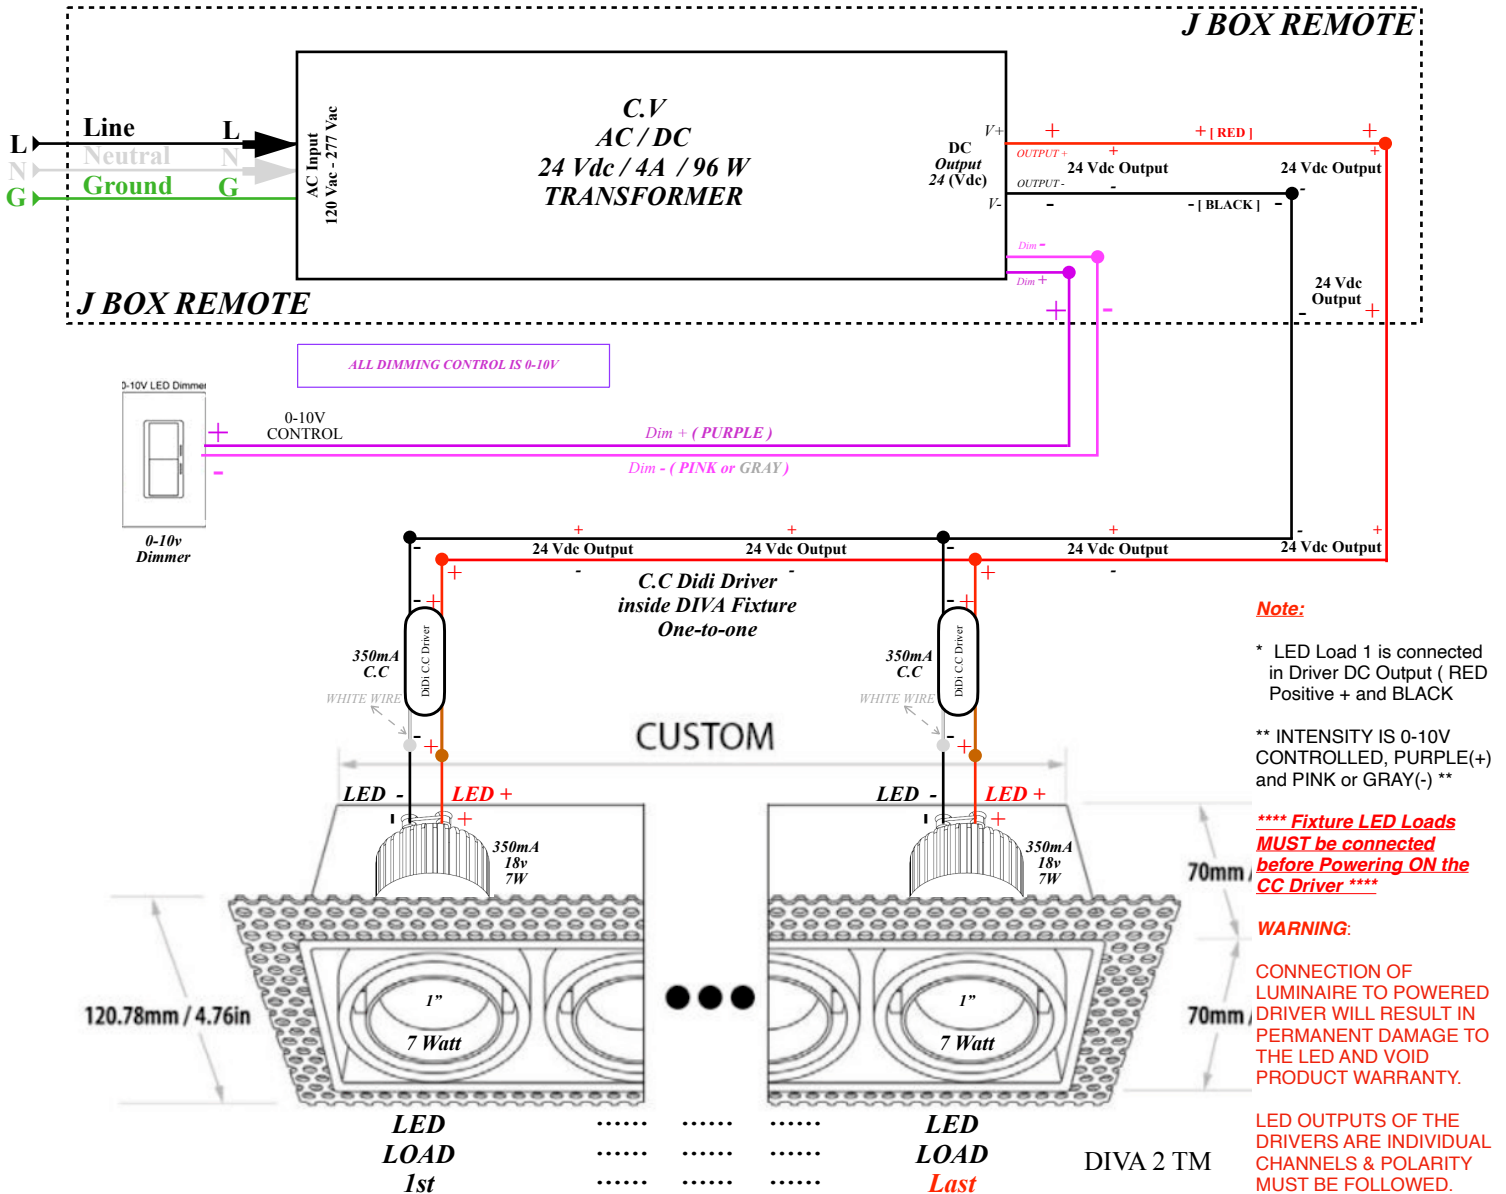 J BOX REMOTE
L Line L
N Neutral N
G Ground G
AC Input
120 Vac - 277 Vac
C.V
AC / DC
24 Vdc / 4A / 96 W
TRANSFORMER
DC
Output
24 (Vdc)
V+
V-
OUTPUT +
OUTPUT -
+ + [ RED ] +
+ 24 Vdc Output
+ 24 Vdc Output
- - -
- - [ BLACK ] -
Dim -
Dim +
+ -
24 Vdc
Output
- +
J BOX REMOTE
ALL DIMMING CONTROL IS 0-10V
0-10V LED Dimmer
0-10V
CONTROL
+
-
Dim + ( PURPLE )
Dim - ( PINK or GRAY )
0-10v
Dimmer
+ + + - +
24 Vdc Output 24 Vdc Output 24 Vdc Output 24 Vdc Output
- - -
C.C Didi Driver
inside DIVA Fixture
One-to-one
- +
- +
DiDi C.C Driver
350mA
C.C
WHITE WIRE
- +
LED - LED +
- +
350mA
18v
7W
- +
- +
DiDi C.C Driver
350mA
C.C
WHITE WIRE
- +
LED - LED +
- +
350mA
18v
7W
CUSTOM
70mm /
70mm /
120.78mm / 4.76in
1”
7 Watt
1”
7 Watt
LED ...... ...... ...... LED
LOAD ...... ...... ...... LOAD
1st ...... ...... ...... Last
DIVA 2 TM
Note:
* LED Load 1 is connected
in Driver DC Output ( RED
Positive + and BLACK
** INTENSITY IS 0-10V
CONTROLLED, PURPLE(+)
and PINK or GRAY(-) **
**** Fixture LED Loads
MUST be connected
before Powering ON the
CC Driver ****
WARNING:
CONNECTION OF
LUMINAIRE TO POWERED
DRIVER WILL RESULT IN
PERMANENT DAMAGE TO
THE LED AND VOID
PRODUCT WARRANTY.
LED OUTPUTS OF THE
DRIVERS ARE INDIVIDUAL
CHANNELS & POLARITY
MUST BE FOLLOWED.